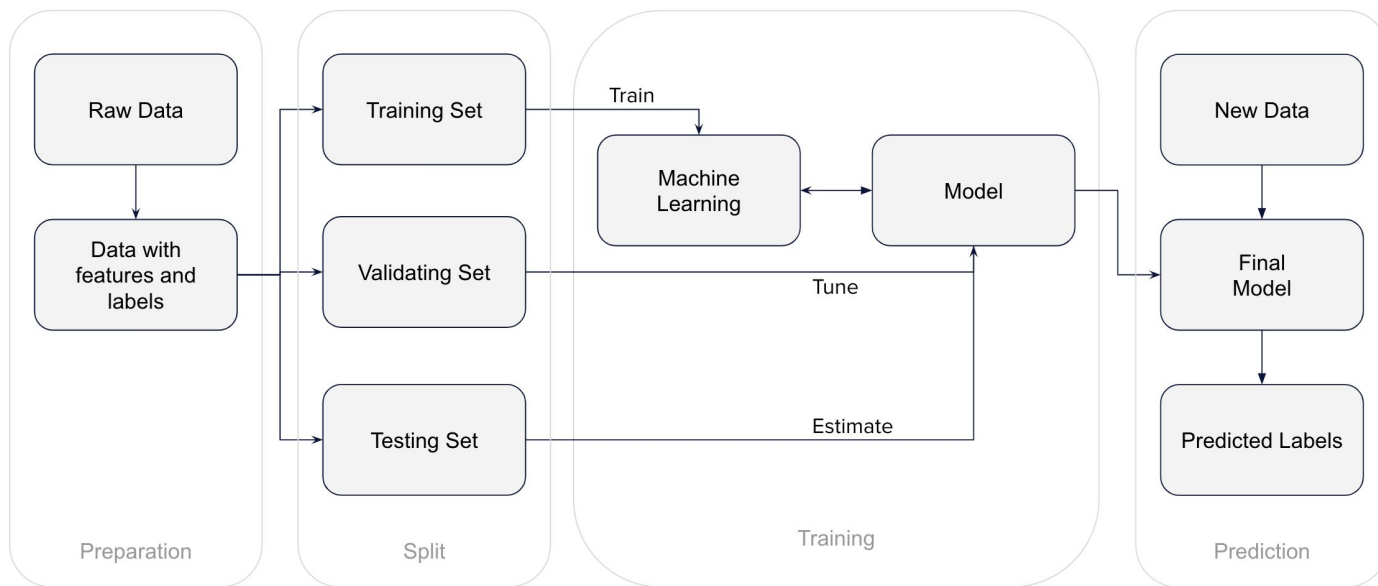 Raw Data
Data with
features and
labels
Preparation
Training Set
Validating Set
Testing Set
Split
Train
Machine
Learning
Model
Tune
Estimate
Training
New Data
Final
Model
Predicted Labels
Prediction